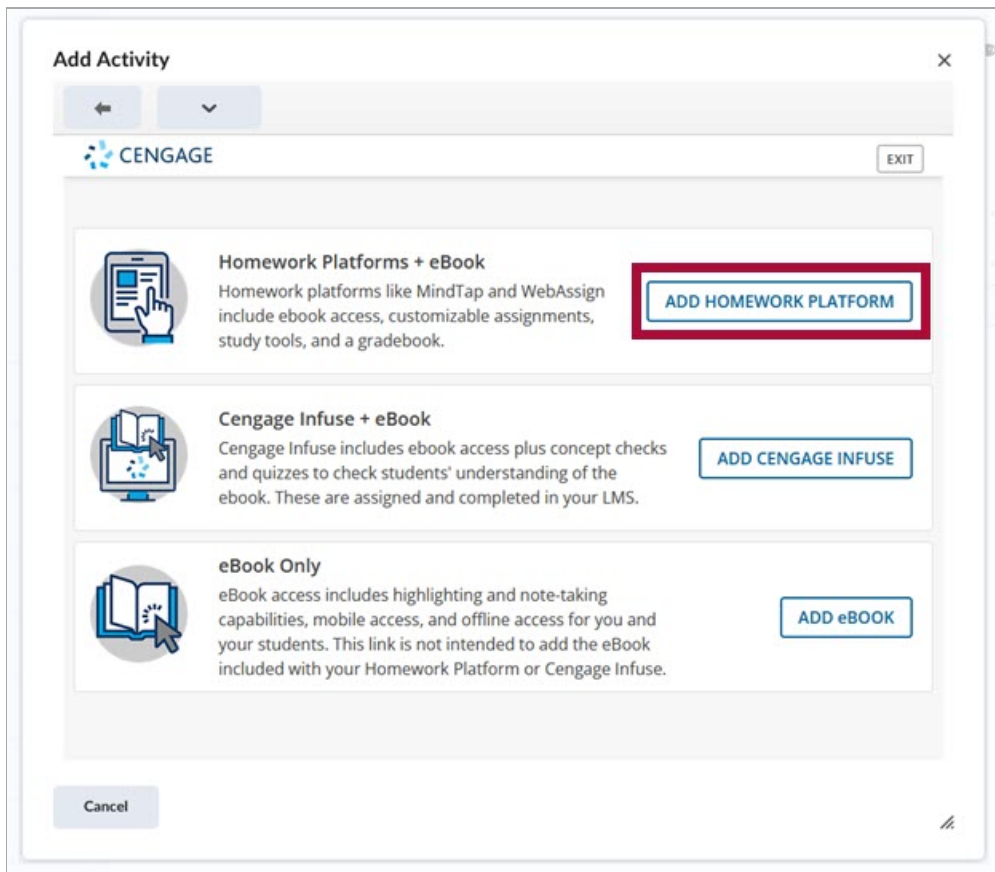 Add Activity
CENGAGE
EXIT
Homework Platforms + eBook
Homework platforms like MindTap and WebAssign
include ebook access, customizable assignments,
study tools, and a gradebook.
ADD HOMEWORK PLATFORM
Cengage Infuse + eBook
Cengage Infuse includes ebook access plus concept checks
and quizzes to check students' understanding of the
ebook. These are assigned and completed in your LMS.
ADD CENGAGE INFUSE
eBook Only
eBook access includes highlighting and note-taking
capabilities, mobile access, and offline access for you and
your students. This link is not intended to add the eBook
included with your Homework Platform or Cengage Infuse.
ADD eBOOK
Cancel